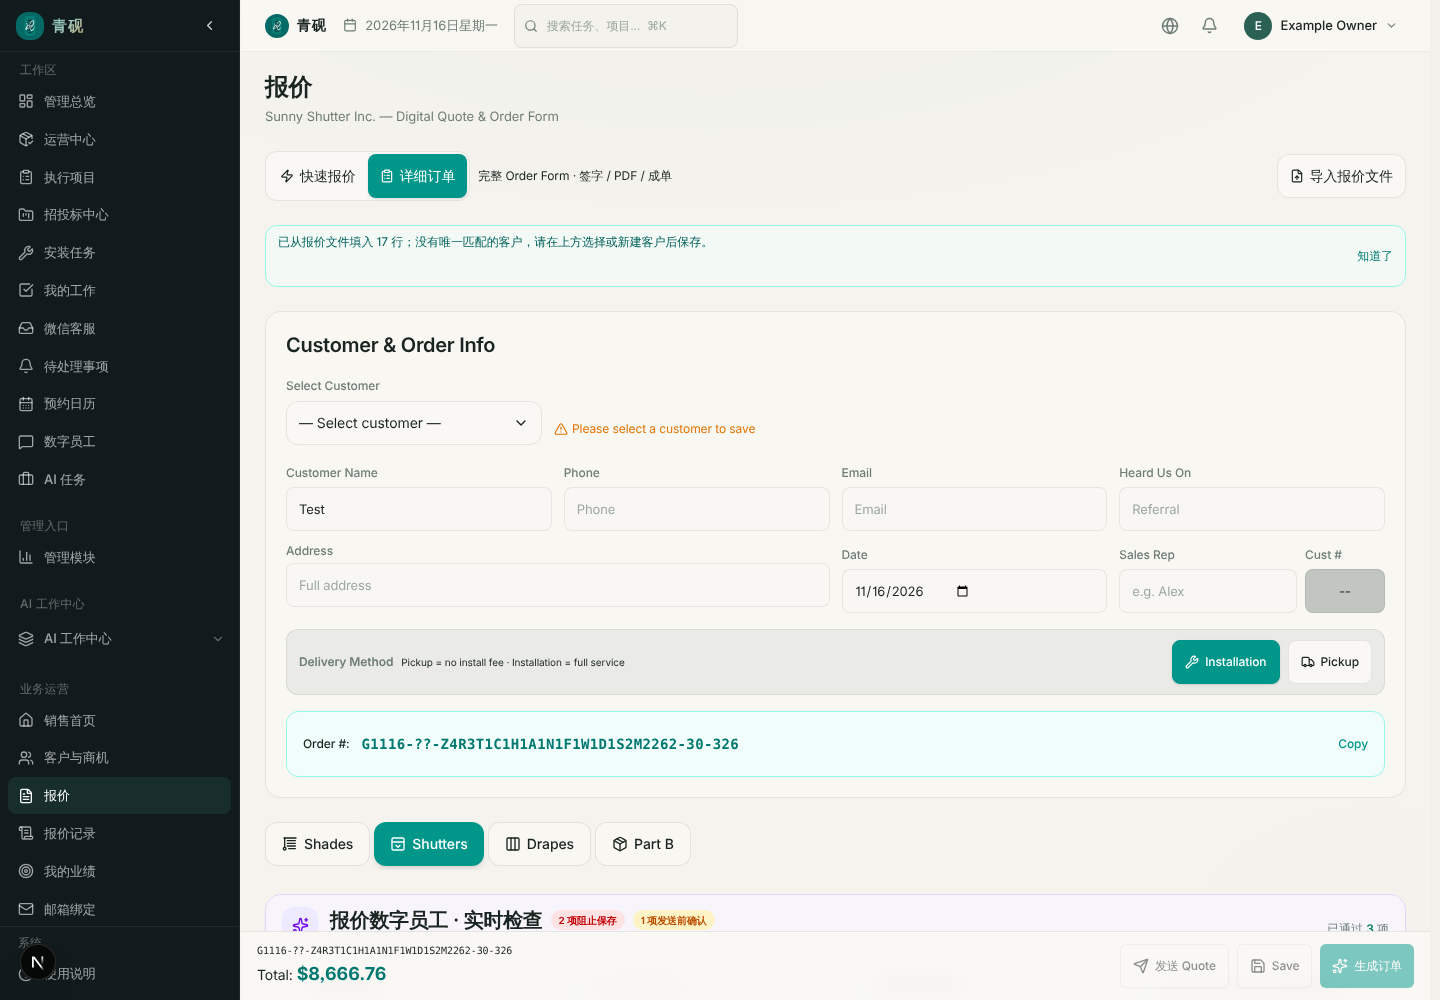 青砚
工作区
管理总览
运营中心
执行项目
招投标中心
安装任务
我的工作
微信客服
待处理事项
预约日历
数字员工
AI 任务
管理入口
管理模块
AI 工作中心
AI 工作中心
业务运营
销售首页
客户与商机
报价
报价记录
我的业绩
邮箱绑定
系统
使用说明
N
青砚
2026年11月16日星期一
搜索任务、项目... ⌘K
E
Example Owner
报价
Sunny Shutter Inc. — Digital Quote & Order Form
快速报价
详细订单
完整 Order Form · 签字 / PDF / 成单
导入报价文件
已从报价文件填入 17 行；没有唯一匹配的客户，请在上方选择或新建客户后保存。
知道了
Customer & Order Info
Select Customer
— Select customer —
Please select a customer to save
Customer Name
Phone
Email
Heard Us On
Test
Phone
Email
Referral
Address
Date
Sales Rep
Cust #
Full address
11/16/2026
e.g. Alex
--
Delivery Method
Pickup = no install fee · Installation = full service
Installation
Pickup
Order #:
G1116-??-Z4R3T1C1H1A1N1F1W1D1S2M2262-30-326
Copy
Shades
Shutters
Drapes
Part B
报价数字员工 · 实时检查
2 项阻止保存
1 项发送前确认
已通过 3 项
G1116-??-Z4R3T1C1H1A1N1F1W1D1S2M2262-30-326
Total: $8,666.76
发送 Quote
Save
生成订单